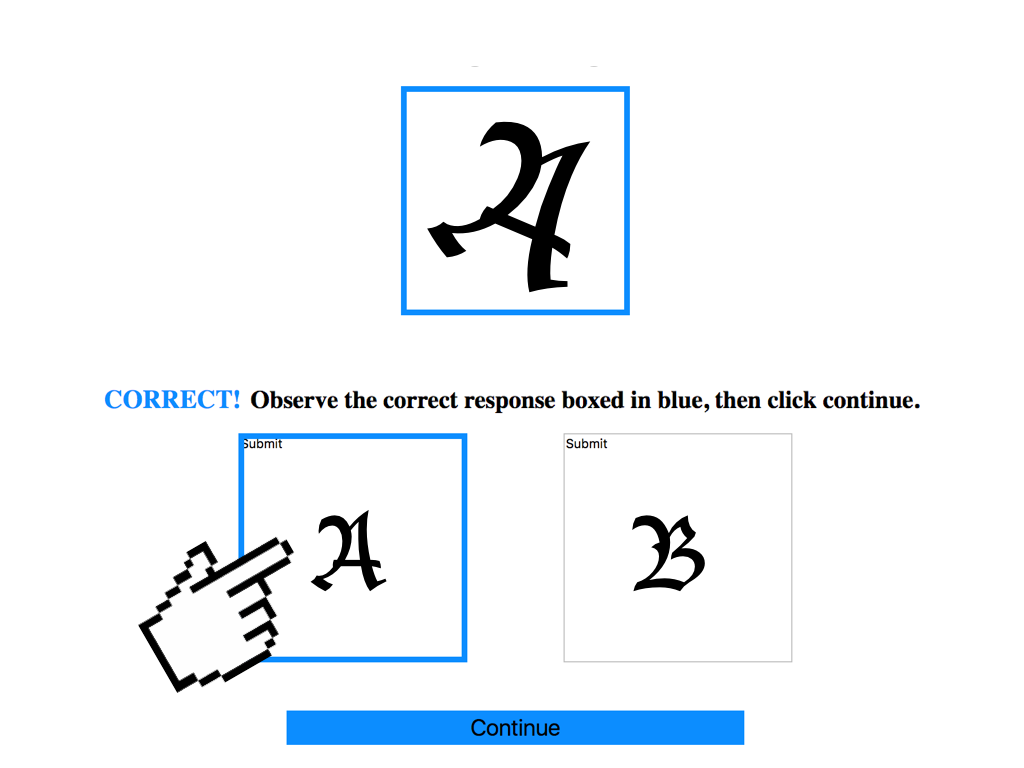 A
CORRECT! Observe the correct response boxed in blue, then click continue.
Submit Submit
A B
Continue